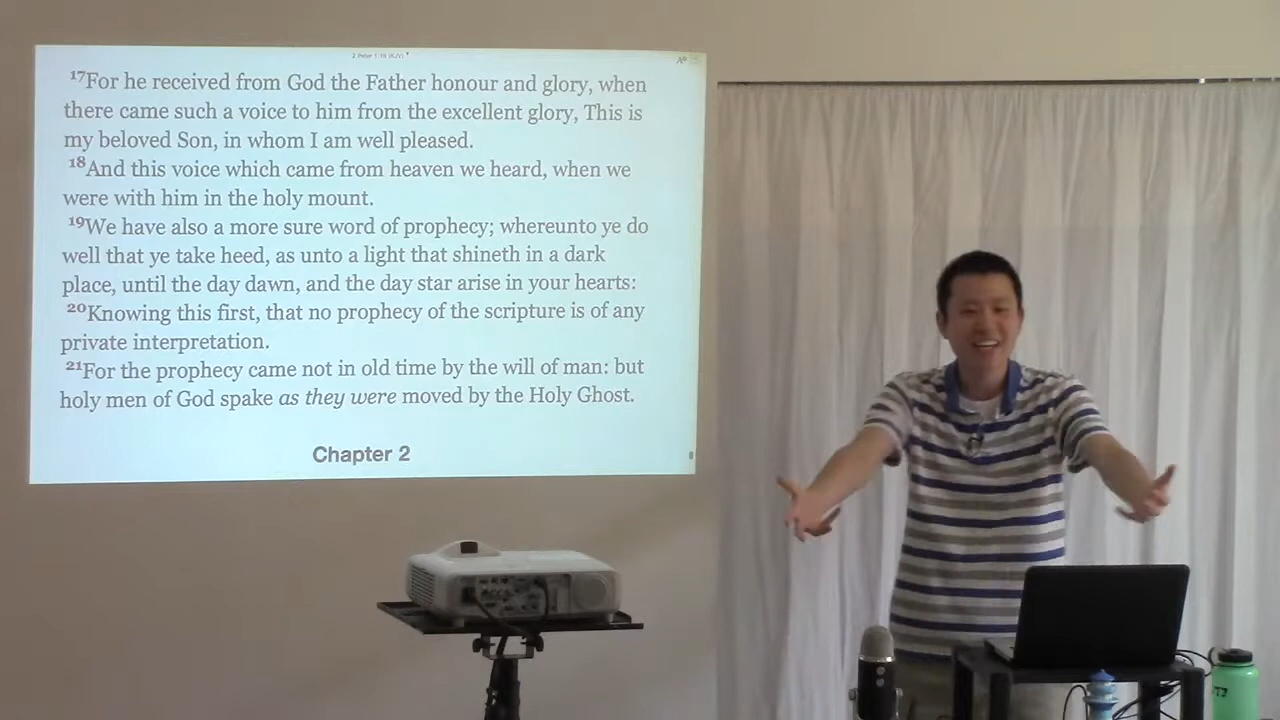 2 Peter 1:19 (KJV)
17For he received from God the Father honour and glory, when
there came such a voice to him from the excellent glory, This is
my beloved Son, in whom I am well pleased.
18And this voice which came from heaven we heard, when we
were with him in the holy mount.
19We have also a more sure word of prophecy; whereunto ye do
well that ye take heed, as unto a light that shineth in a dark
place, until the day dawn, and the day star arise in your hearts:
20Knowing this first, that no prophecy of the scripture is of any
private interpretation.
21For the prophecy came not in old time by the will of man: but
holy men of God spake as they were moved by the Holy Ghost.
Chapter 2